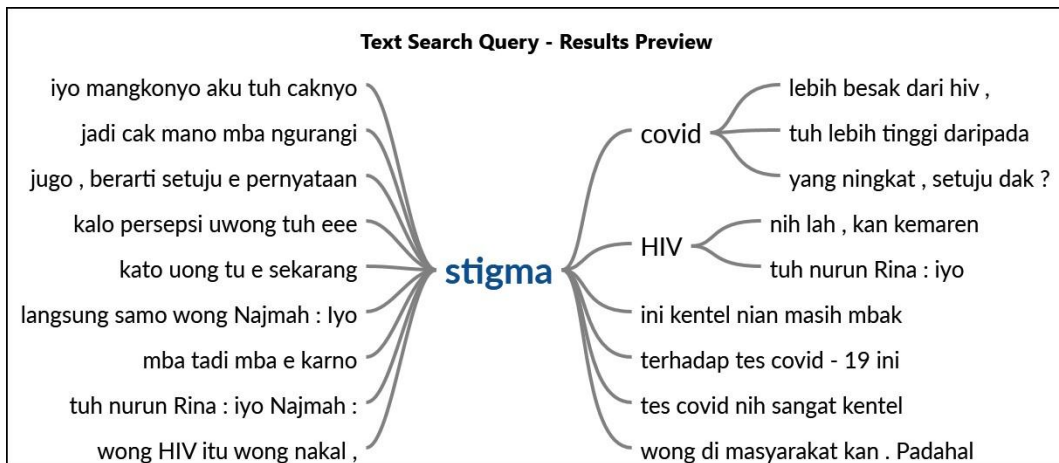 Text Search Query - Results Preview
iyo mangkonyo aku tuh caknyo
jadi cak mano mba ngurangi
jugo , berarti setuju e pernyataan
kalo persepsi uwong tuh eee
kato uong tu e sekarang
langsung samo wong Najmah : Iyo
mba tadi mba e karno
tuh nurun Rina : iyo Najmah :
wong HIV itu wong nakal ,
stigma
covid
lebih besak dari hiv ,
tuh lebih tinggi daripada
yang ningkat , setuju dak ?
HIV
nih lah , kan kemaren
tuh nurun Rina : iyo
ini kentel nian masih mbak
terhadap tes covid - 19 ini
tes covid nih sangat kentel
wong di masyarakat kan . Padahal